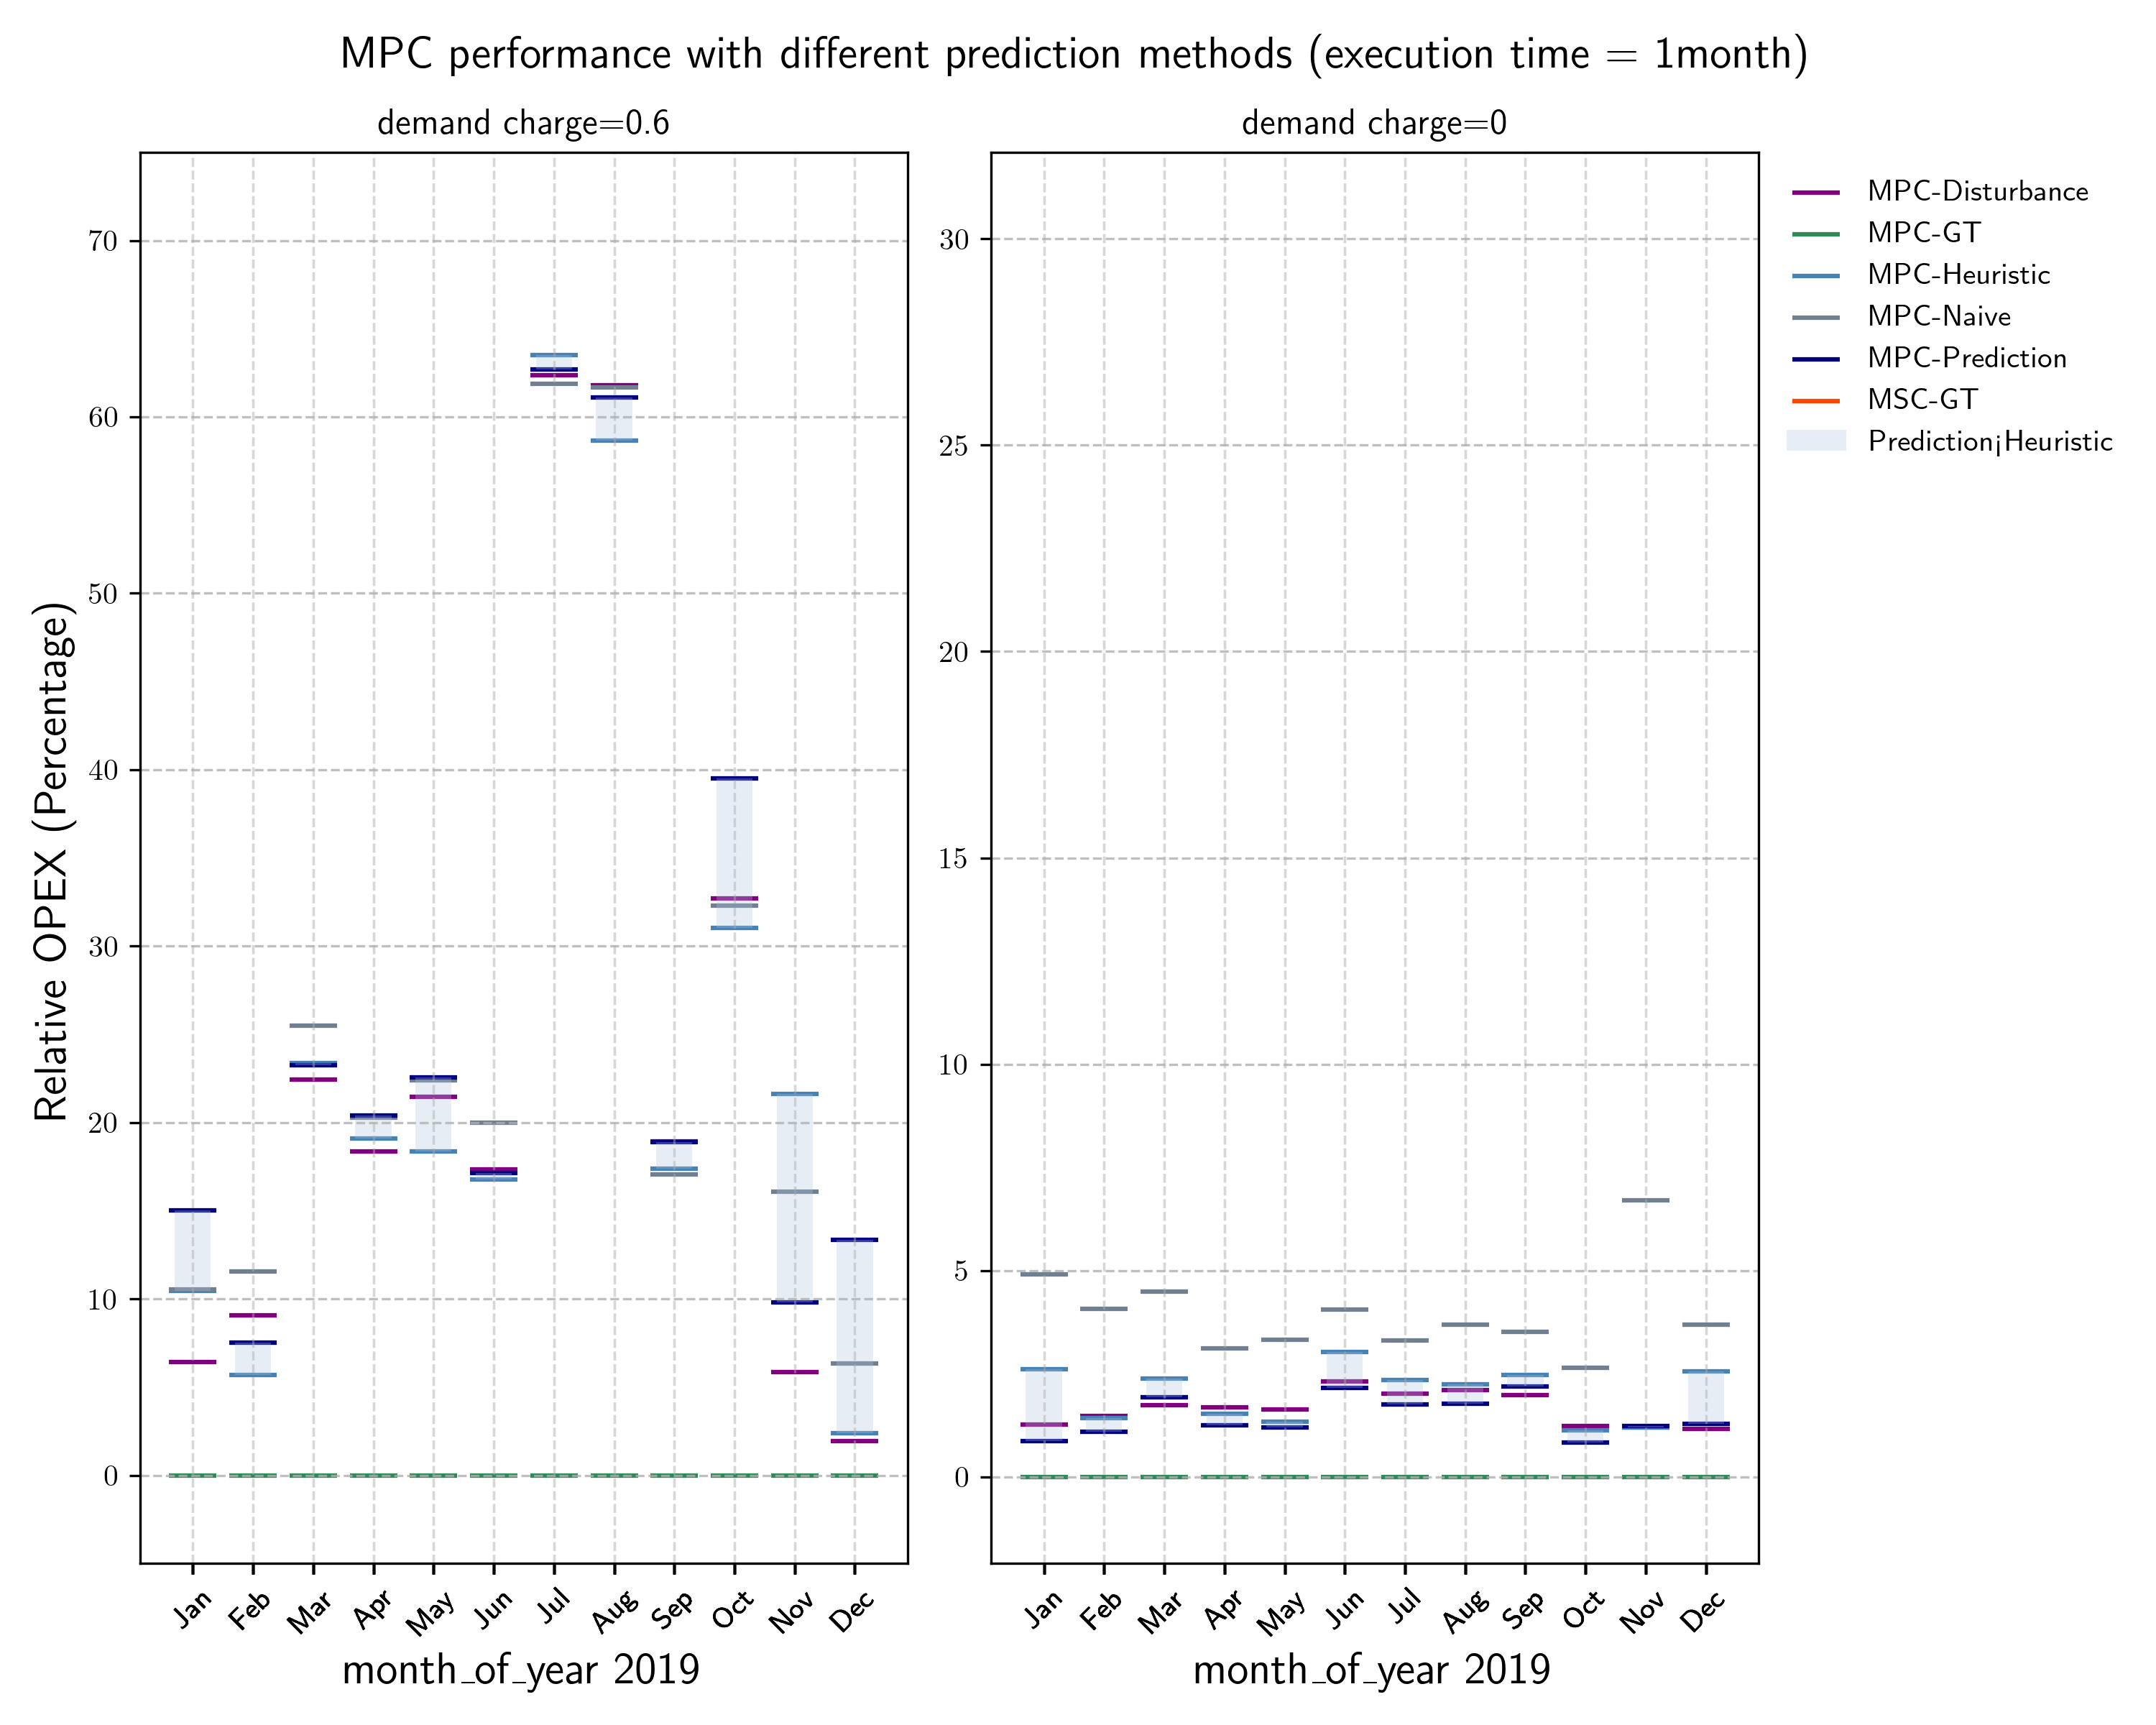 MPC performance with different prediction methods (execution time = 1month)
demand charge=0.6
demand charge=0
Relative OPEX (Percentage)
70
60
50
40
30
20
10
0
Jan Feb Mar Apr May Jun Jul Aug Sep Oct Nov Dec
month_of_year 2019
30
25
20
15
10
5
0
Jan Feb Mar Apr May Jun Jul Aug Sep Oct Nov Dec
month_of_year 2019
MPC-Disturbance
MPC-GT
MPC-Heuristic
MPC-Naive
MPC-Prediction
MSC-GT
Prediction¡Heuristic